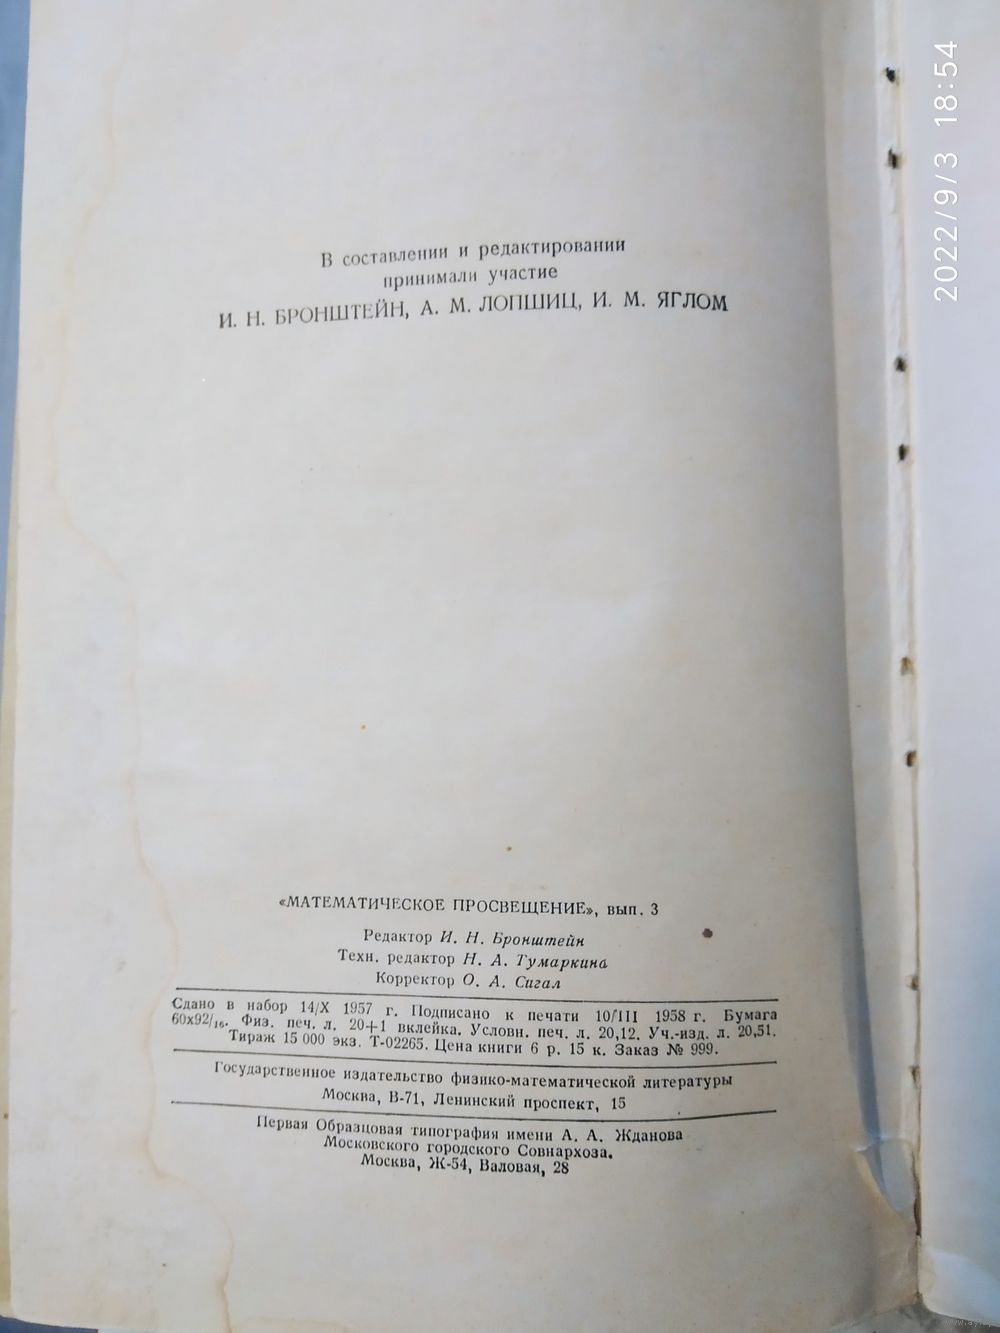 В составлении и редактировании
принимали участие
И. Н. БРОНШТЕЙН, А. М. ЛОПШИЦ, И. М. ЯГЛОМ
«МАТЕМАТИЧЕСКОЕ ПРОСВЕЩЕНИЕ», вып. 3
Редактор И. Н. Бронштейн
Техн. редактор Н. А. Тумаркина
Корректор О. А. Сигал
Сдано в набор 14/X 1957 г. Подписано к печати 10/III 1958 г. Бумага
60х92/₁₆. Физ. печ. л. 20+1 вклейка. Условн. печ. л. 20,12. Уч.-изд. л. 20,51.
Тираж 15 000 экз. Т-02265. Цена книги 6 р. 15 к. Заказ № 999.
Государственное издательство физико-математической литературы
Москва, В-71, Ленинский проспект, 15
Первая Образцовая типография имени А. А. Жданова
Московского городского Совнархоза.
Москва, Ж-54, Валовая, 28
2022/9/3 18:54